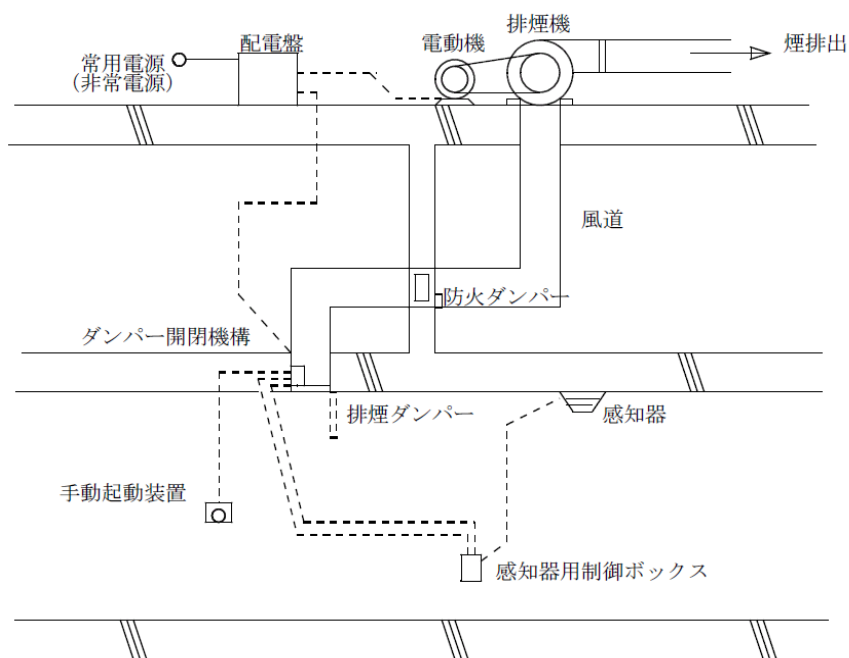 排煙機
配電盤
電動機
煙排出
常用電源
（非常電源）
風道
防火ダンパー
ダンパー開閉機構
排煙ダンパー
感知器
手動起動装置
感知器用制御ボックス